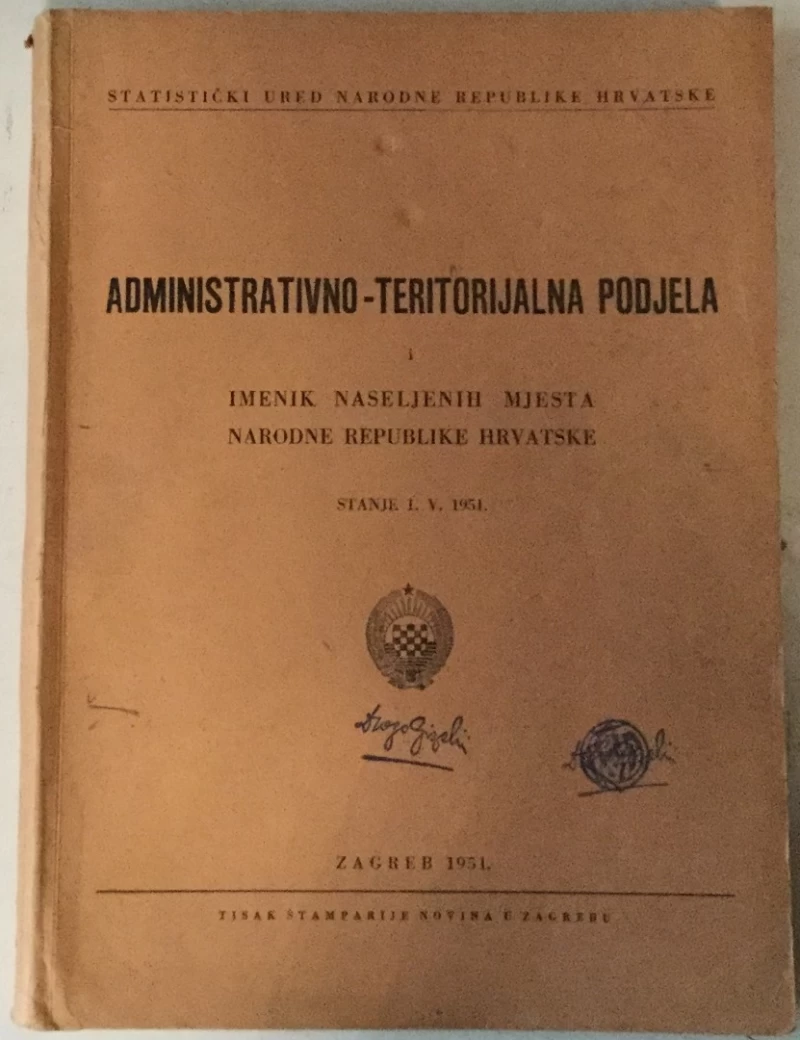 STATISTIČKI URED NARODNE REPUBLIKE HRVATSKE
ADMINISTRATIVNO-TERITORIJALNA PODJELA
i
IMENIK NASELJENIH MJESTA
NARODNE REPUBLIKE HRVATSKE
STANJE 1. V. 1951.
Drago
ZAGREB 1951.
TISAK ŠTAMPARIJE NOVINA U ZAGREBU